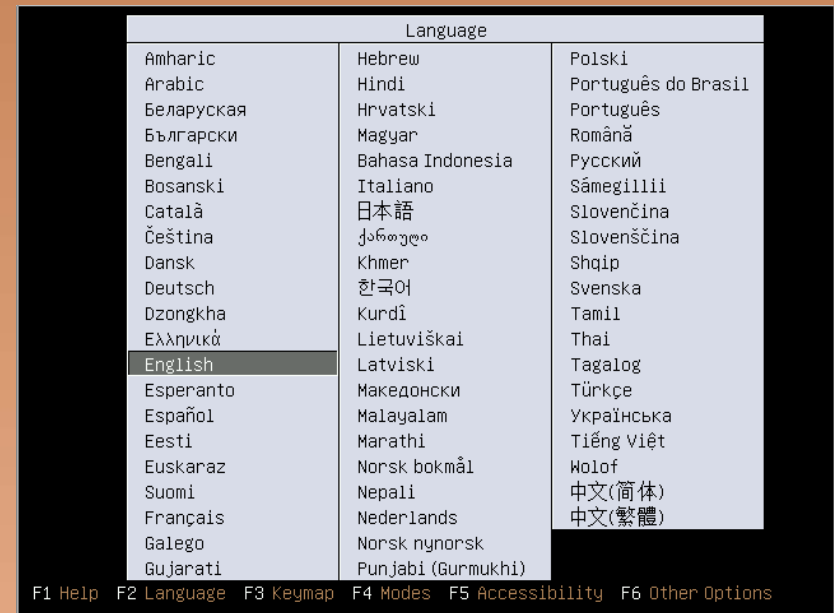 Language
Amharic
Arabic
Беларуская
Български
Bengali
Bosanski
Català
Čeština
Dansk
Deutsch
Dzongkha
Ελληνικά
English
Esperanto
Español
Eesti
Euskaraz
Suomi
Français
Galego
Gujarati
Hebrew
Hindi
Hrvatski
Magyar
Bahasa Indonesia
Italiano
日本語
ქართული
Khmer
한국어
Kurdî
Lietuviškai
Latviski
Македонски
Malayalam
Marathi
Norsk bokmål
Nepali
Nederlands
Norsk nynorsk
Punjabi (Gurmukhi)
Polski
Português do Brasil
Português
Română
Русский
Sámegillii
Slovenčina
Slovenščina
Shqip
Svenska
Tamil
Thai
Tagalog
Türkçe
Українська
Tiếng Việt
Wolof
中文(简体)
中文(繁體)
F1 Help F2 Language F3 Keymap F4 Modes F5 Accessibility F6 Other Options